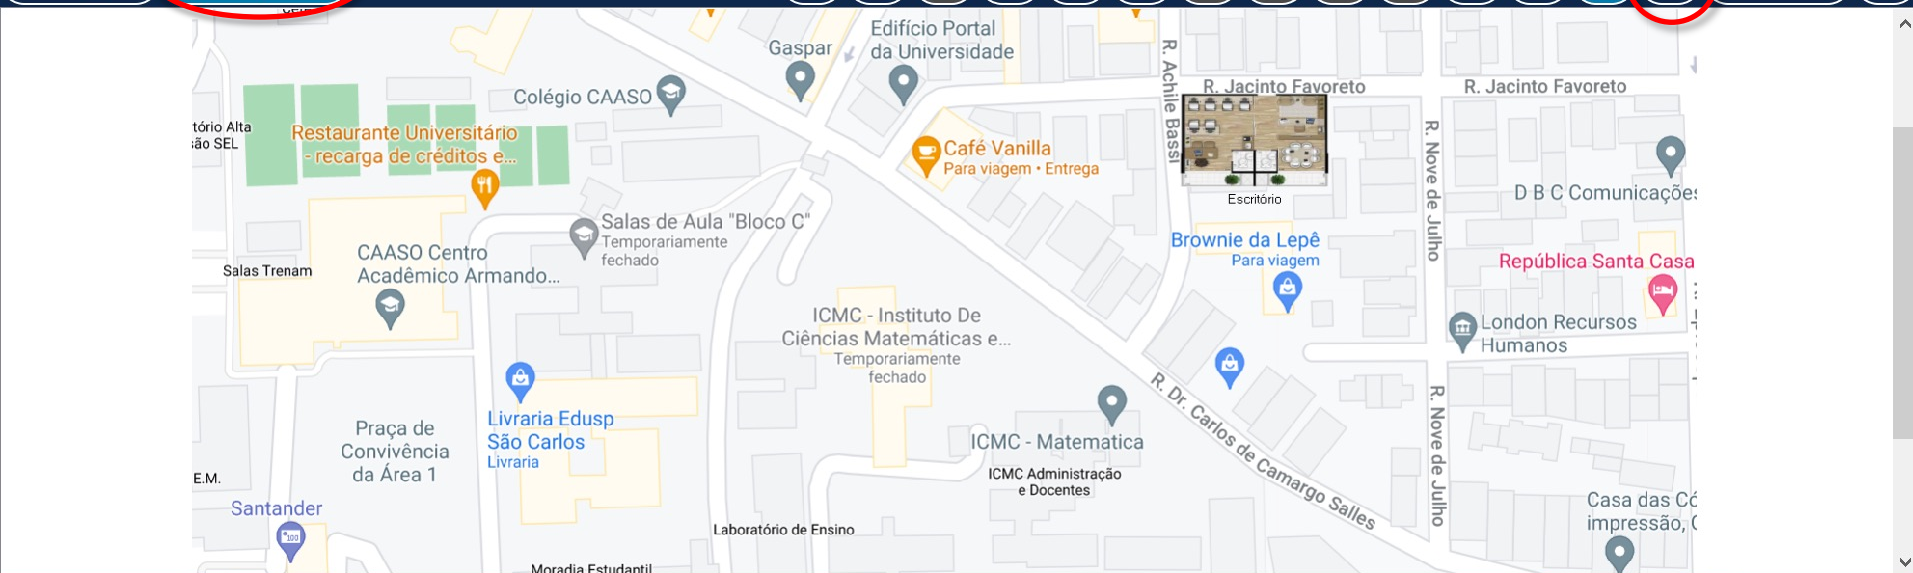 Gaspar
Edifício Portal
da Universidade
R. Achile Bassi
R. Jacinto Favoreto
R. Jacinto Favoreto
Colégio CAASO
tório Alta
são SEL
Restaurante Universitário
- recarga de créditos e...
Café Vanilla
Para viagem • Entrega
R. Nove de Julho
D B C Comunicações
Escritório
Salas de Aula "Bloco C"
Temporariamente
fechado
CAASO Centro
Acadêmico Armando...
Salas Trenam
Brownie da Lepê
Para viagem
República Santa Casa
ICMC - Instituto De
Ciências Matemáticas e...
Temporariamente
fechado
London Recursos
Humanos
R. Dr. Carlos de Camargo Salles
R. Nove de Julho
Livraria Edusp
São Carlos
Livraria
Praça de
Convivência
da Área 1
ICMC - Matematica
ICMC Administração
e Docentes
E.M.
Santander
Casa das Có
impressão, C
Laboratório de Ensino
Moradia Estudantil